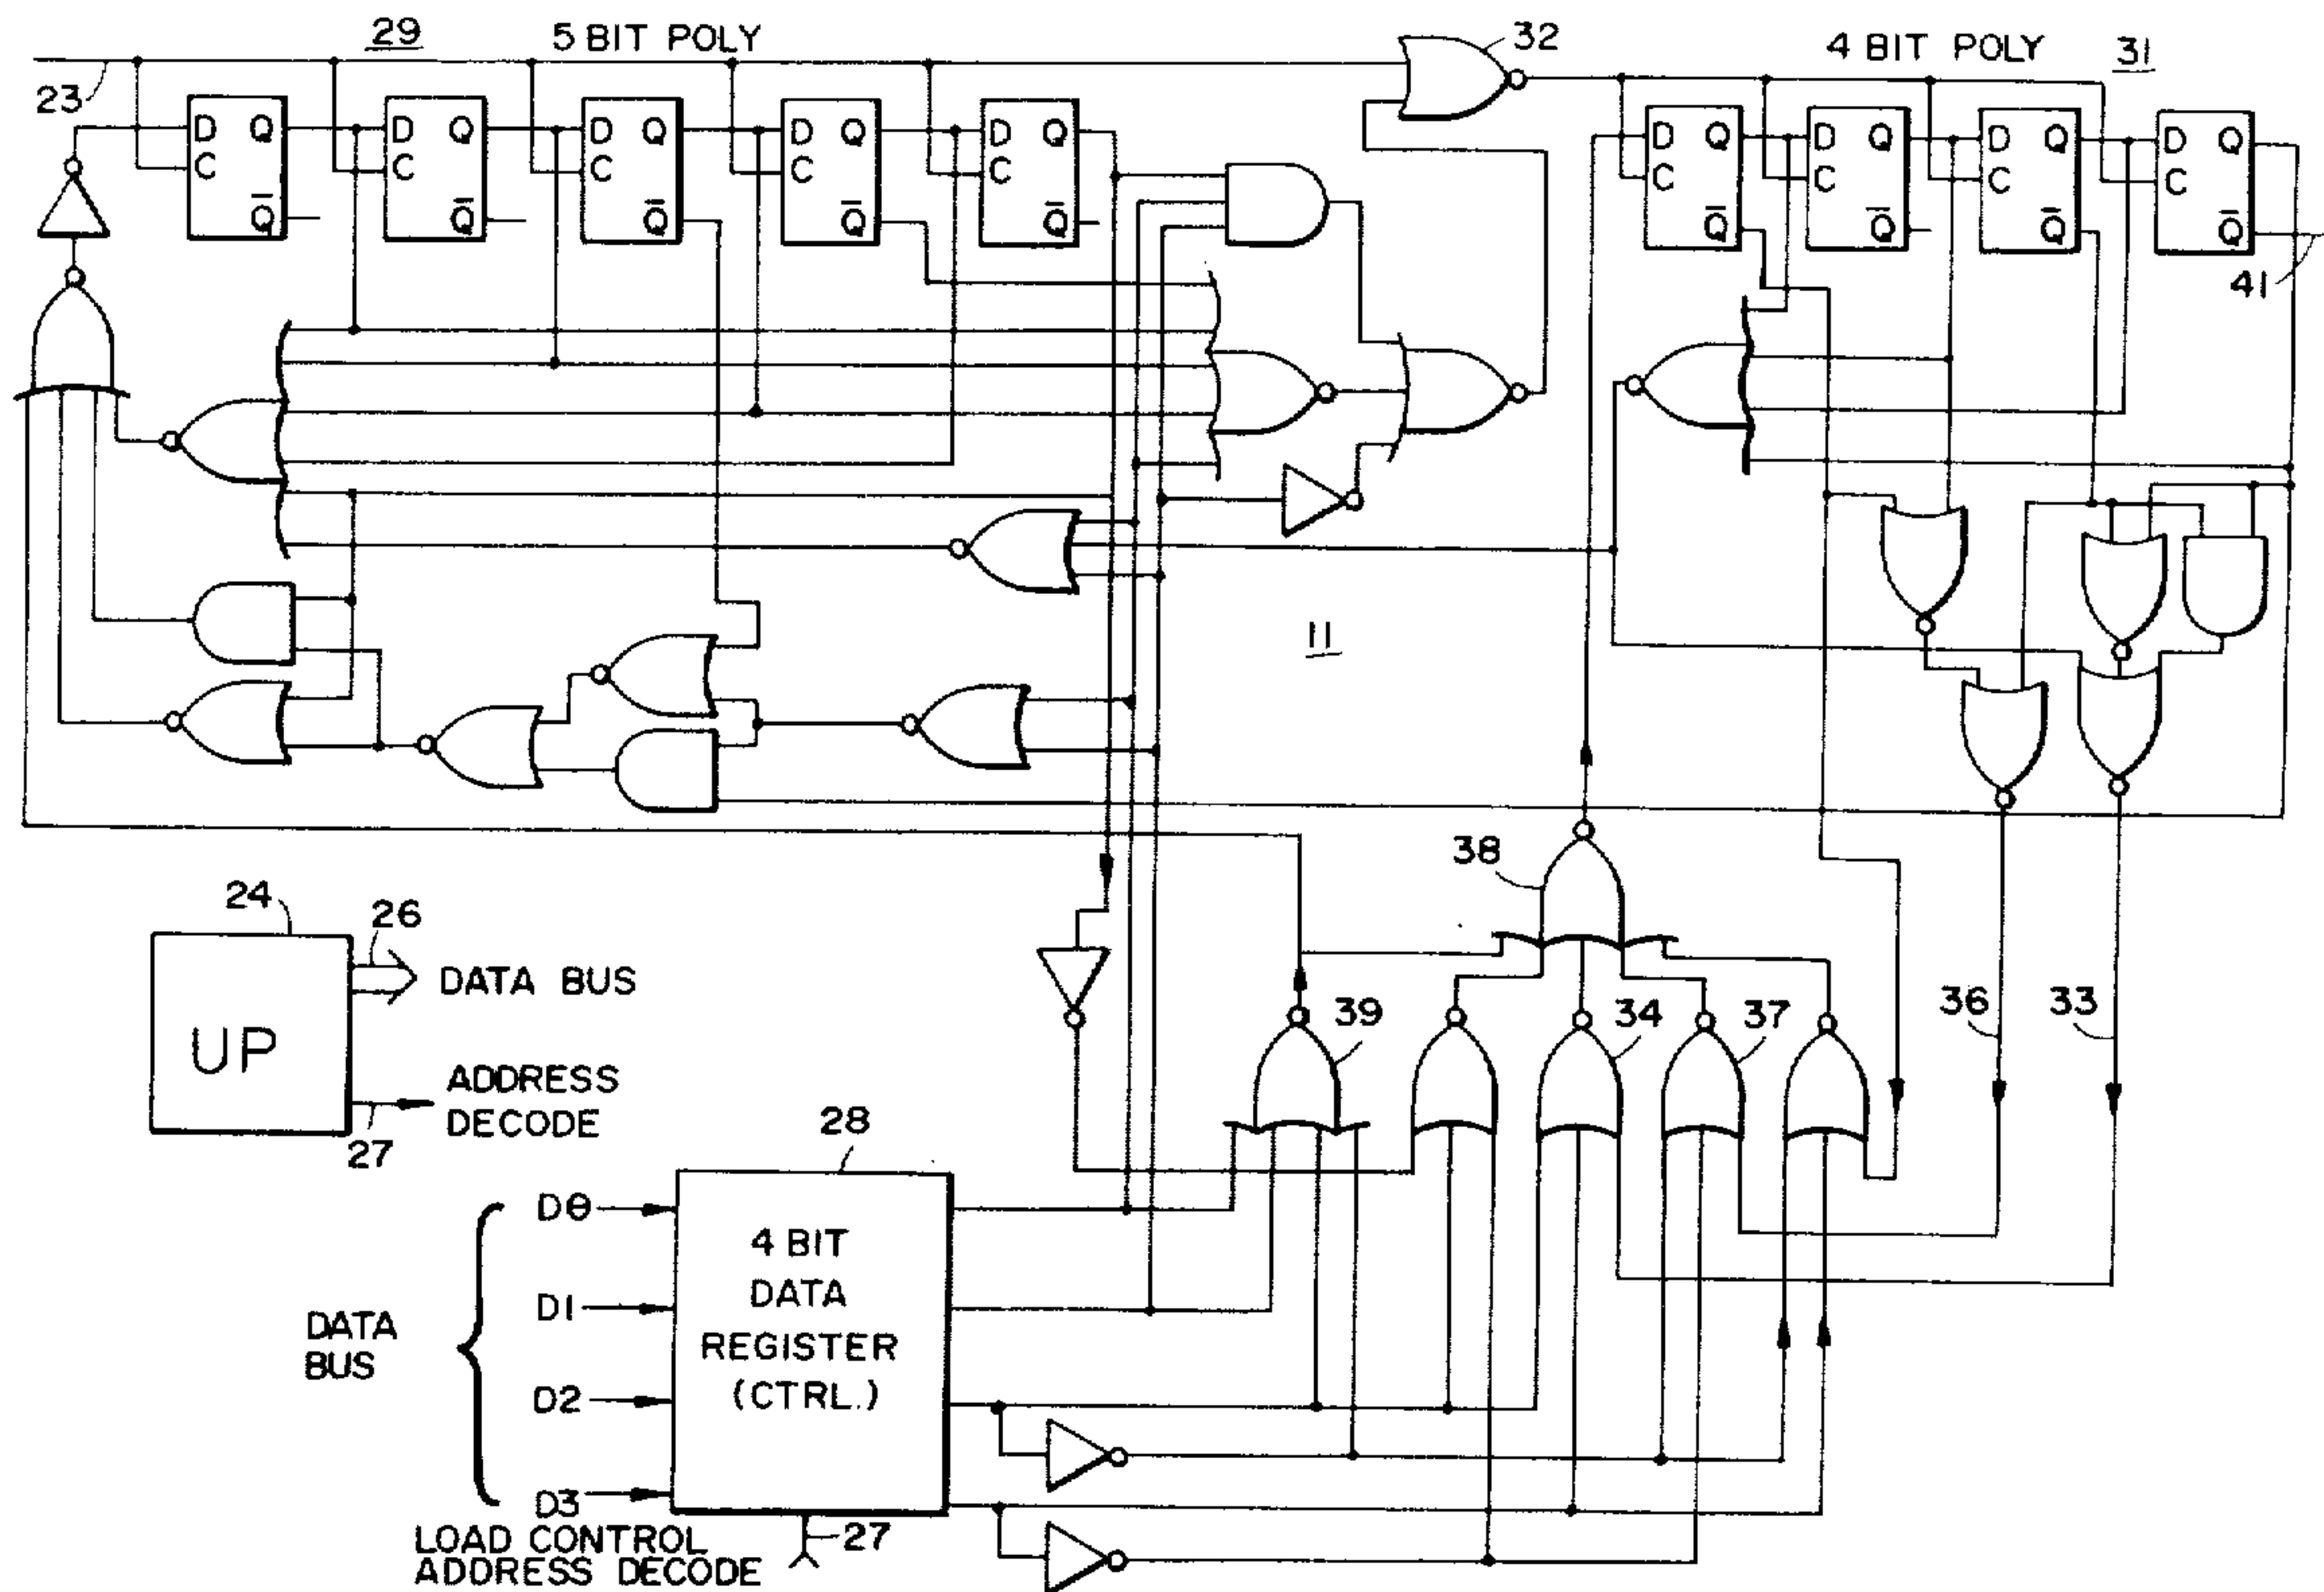 29
5 BIT POLY
32
4 BIT POLY
31
23
D Q
C
Q̅
D Q
C
Q̅
D Q
C
Q̅
D Q
C
Q̅
D Q
C
Q̅
D Q
C
Q̅
D Q
C
Q̅
D Q
C
Q̅
D Q
C
Q̅
41
11
38
24
26
DATA BUS
UP
ADDRESS
DECODE
27
39
34
37
36
33
28
DATA
BUS
DΘ
D1
D2
D3
4 BIT
DATA
REGISTER
(CTRL.)
LOAD CONTROL
ADDRESS DECODE
27